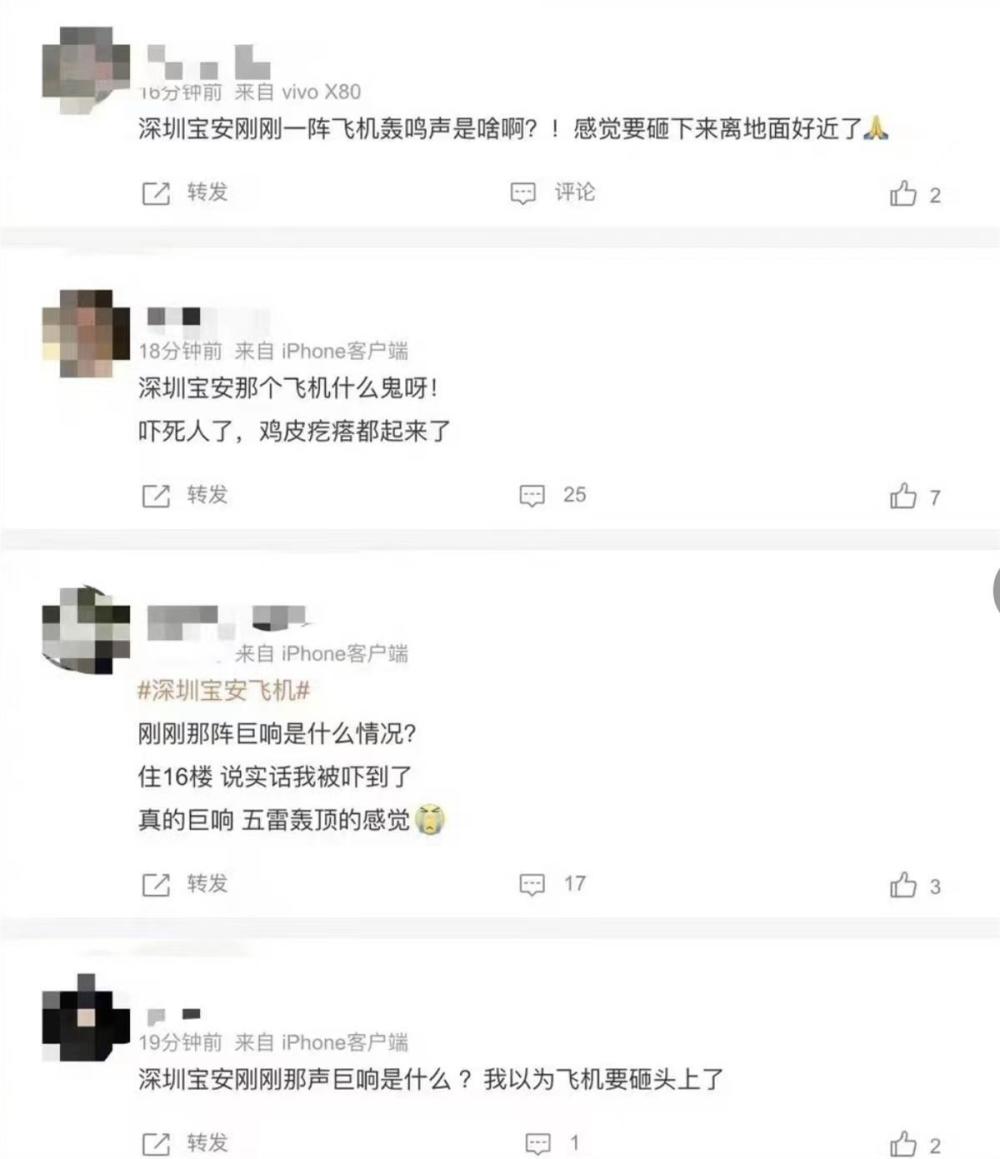 16分钟前 来自 vivo X80
深圳宝安刚刚一阵飞机轰鸣声是啥啊？！感觉要砸下来离地面好近了🙏
转发 评论 2
18分钟前 来自 iPhone客户端
深圳宝安那个飞机什么鬼呀！
吓死人了，鸡皮疙瘩都起来了
转发 25 7
来自 iPhone客户端
#深圳宝安飞机#
刚刚那阵巨响是什么情况？
住16楼 说实话我被吓到了
真的巨响 五雷轰顶的感觉😭
转发 17 3
19分钟前 来自 iPhone客户端
深圳宝安刚刚那声巨响是什么？我以为飞机要砸头上了
转发 1 2